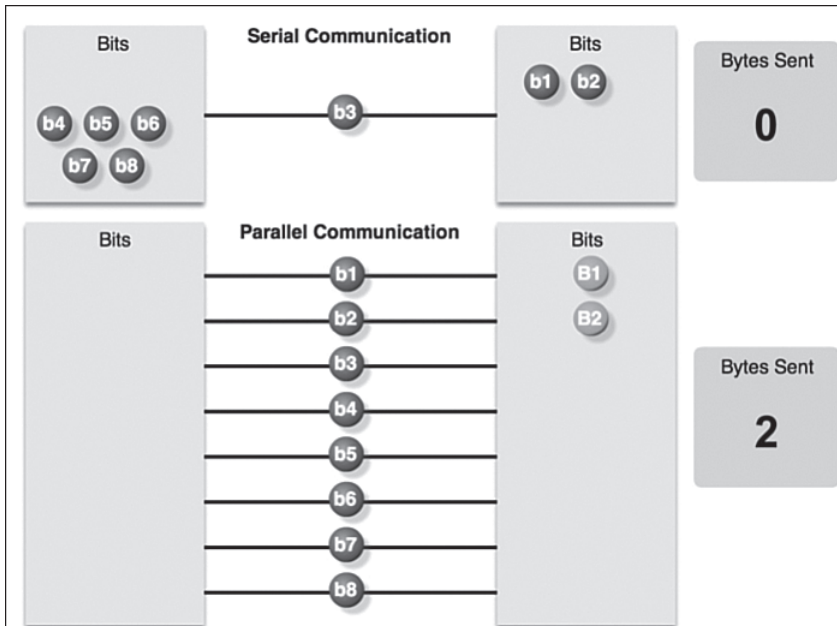 Serial Communication
Bits
Bits
Bytes Sent
0
b1 b2
b3
b4 b5 b6
b7 b8
Parallel Communication
Bits
Bits
b1
B1
b2
B2
b3
b4
b5
b6
b7
b8
Bytes Sent
2